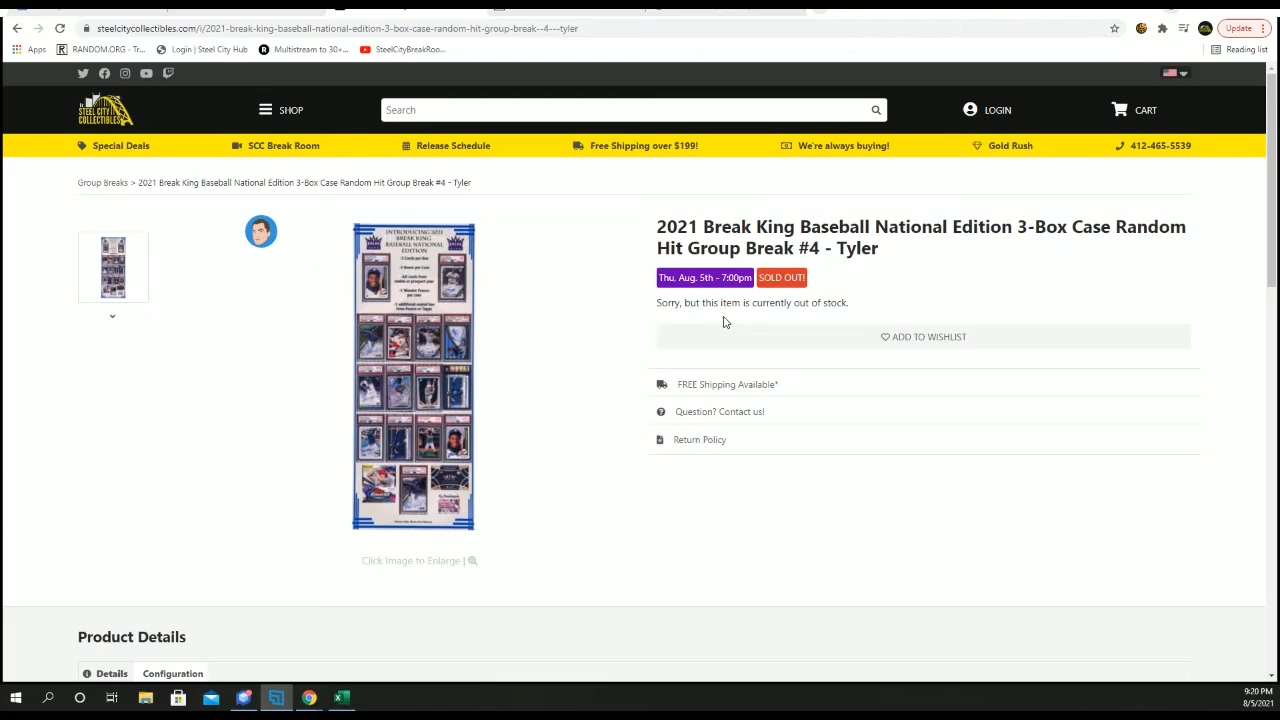 steelcitycollectibles.com/i/2021-break-king-baseball-national-edition-3-box-case-random-hit-group-break--4---tyler
Update
Apps
RANDOM.ORG - Tr...
Login | Steel City Hub
Multistream to 30+...
SteelCityBreakRoo...
Reading list
STEEL CITY COLLECTIBLES
SHOP
Search
LOGIN
CART
Special Deals
SCC Break Room
Release Schedule
Free Shipping over $199!
We're always buying!
Gold Rush
412-465-5539
Group Breaks > 2021 Break King Baseball National Edition 3-Box Case Random Hit Group Break #4 - Tyler
INTRODUCING 2021
BREAK KING
BASEBALL NATIONAL
EDITION
2021 Break King Baseball National Edition 3-Box Case Random
Hit Group Break #4 - Tyler
Thu, Aug. 5th - 7:00pm
SOLD OUT!
Sorry, but this item is currently out of stock.
ADD TO WISHLIST
FREE Shipping Available*
Question? Contact us!
Return Policy
Click Image to Enlarge |
Product Details
Details
Configuration
9:20 PM
8/5/2021